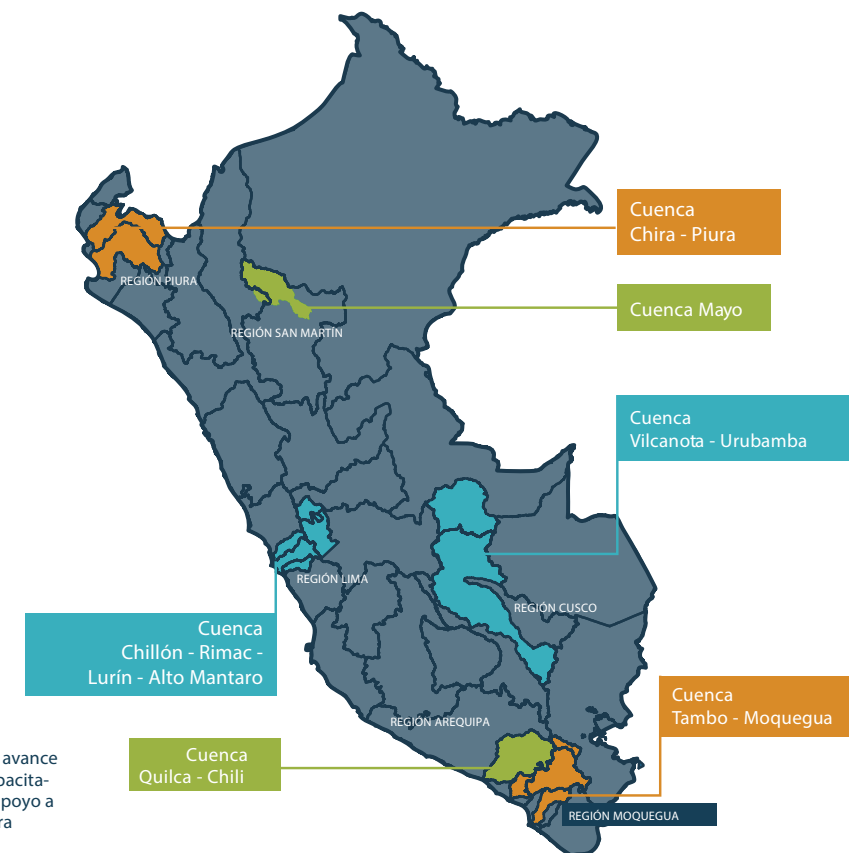 Cuenca
Chira - Piura
REGIÓN PIURA
Cuenca Mayo
REGIÓN SAN MARTÍN
Cuenca
Vilcanota - Urubamba
REGIÓN LIMA
REGIÓN CUSCO
Cuenca
Chillón - Rimac -
Lurín - Alto Mantaro
Cuenca
Tambo - Moquegua
REGIÓN AREQUIPA
Cuenca
Quilca - Chili
REGIÓN MOQUEGUA
avance
pacita-
poyo a
ra